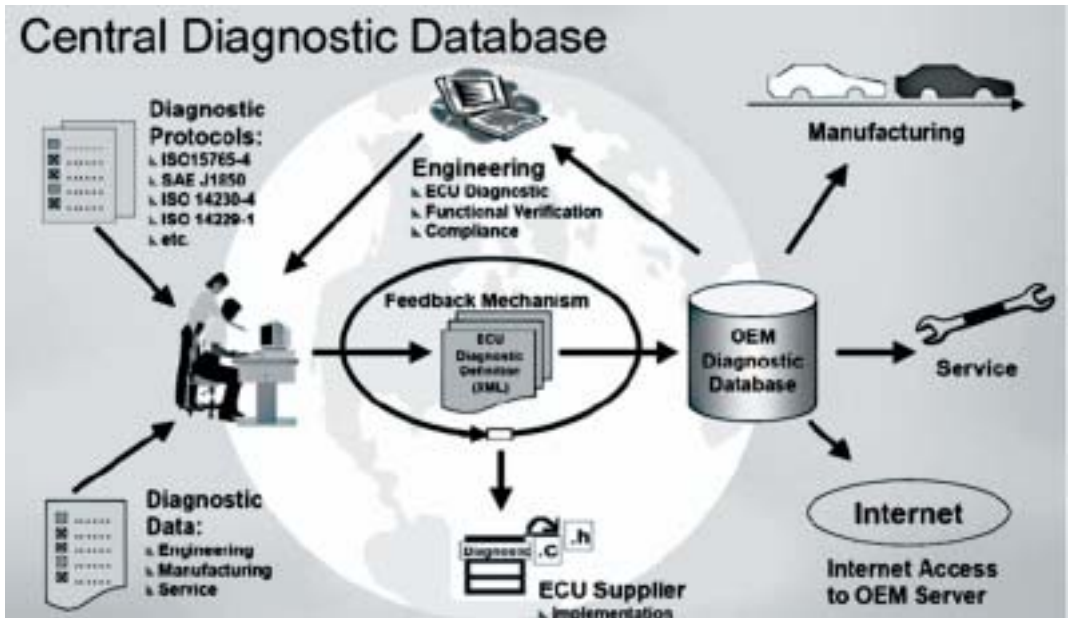 Central Diagnostic Database
Diagnostic
Protocols:
ISO15765-4
SAE J1850
ISO 14230-4
ISO 14229-1
etc.
Engineering
ECU Diagnostic
Functional Verification
Compliance
Manufacturing
Feedback Mechanism
ECU
Diagnostic
Definition
(XML)
OEM
Diagnostic
Database
Service
Diagnostic
Data:
Engineering
Manufacturing
Service
Diagnostic
.c
.h
ECU Supplier
Implementation
Internet
Internet Access
to OEM Server